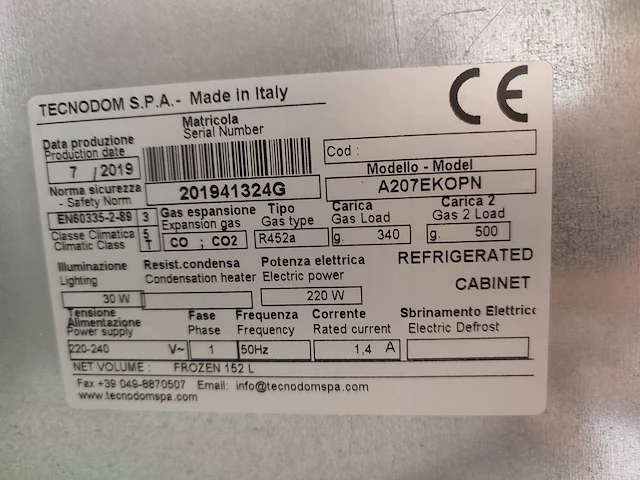 TECNODOM S.P.A.- Made in Italy
CE
Data produzione
Production date
7 / 2019
Matricola
Serial Number
201941324G
Cod :
Modello - Model
A207EKOPN
Norma sicurezza
- Safety Norm
EN60335-2-89 3
Classe Climatica 5
Climatic Class T
Gas espansione
Expansion gas
CO ; CO2
Tipo
Gas type
R452a
Carica
Gas Load
g. 340
Carica 2
Gas 2 Load
g. 500
REFRIGERATED
CABINET
Illuminazione
Lighting
30 W
Resist.condensa
Condensation heater
Potenza elettrica
Electric power
220 W
Tensione
Alimentazione
Power supply
220-240 V~
Fase
Phase
1
Frequenza
Frequency
50Hz
Corrente
Rated current
1,4 A
Sbrinamento Elettric
Electric Defrost
NET VOLUME : FROZEN 152 L
Fax +39 049-8870507 Email: info@tecnodomspa.com
www.tecnodomspa.com